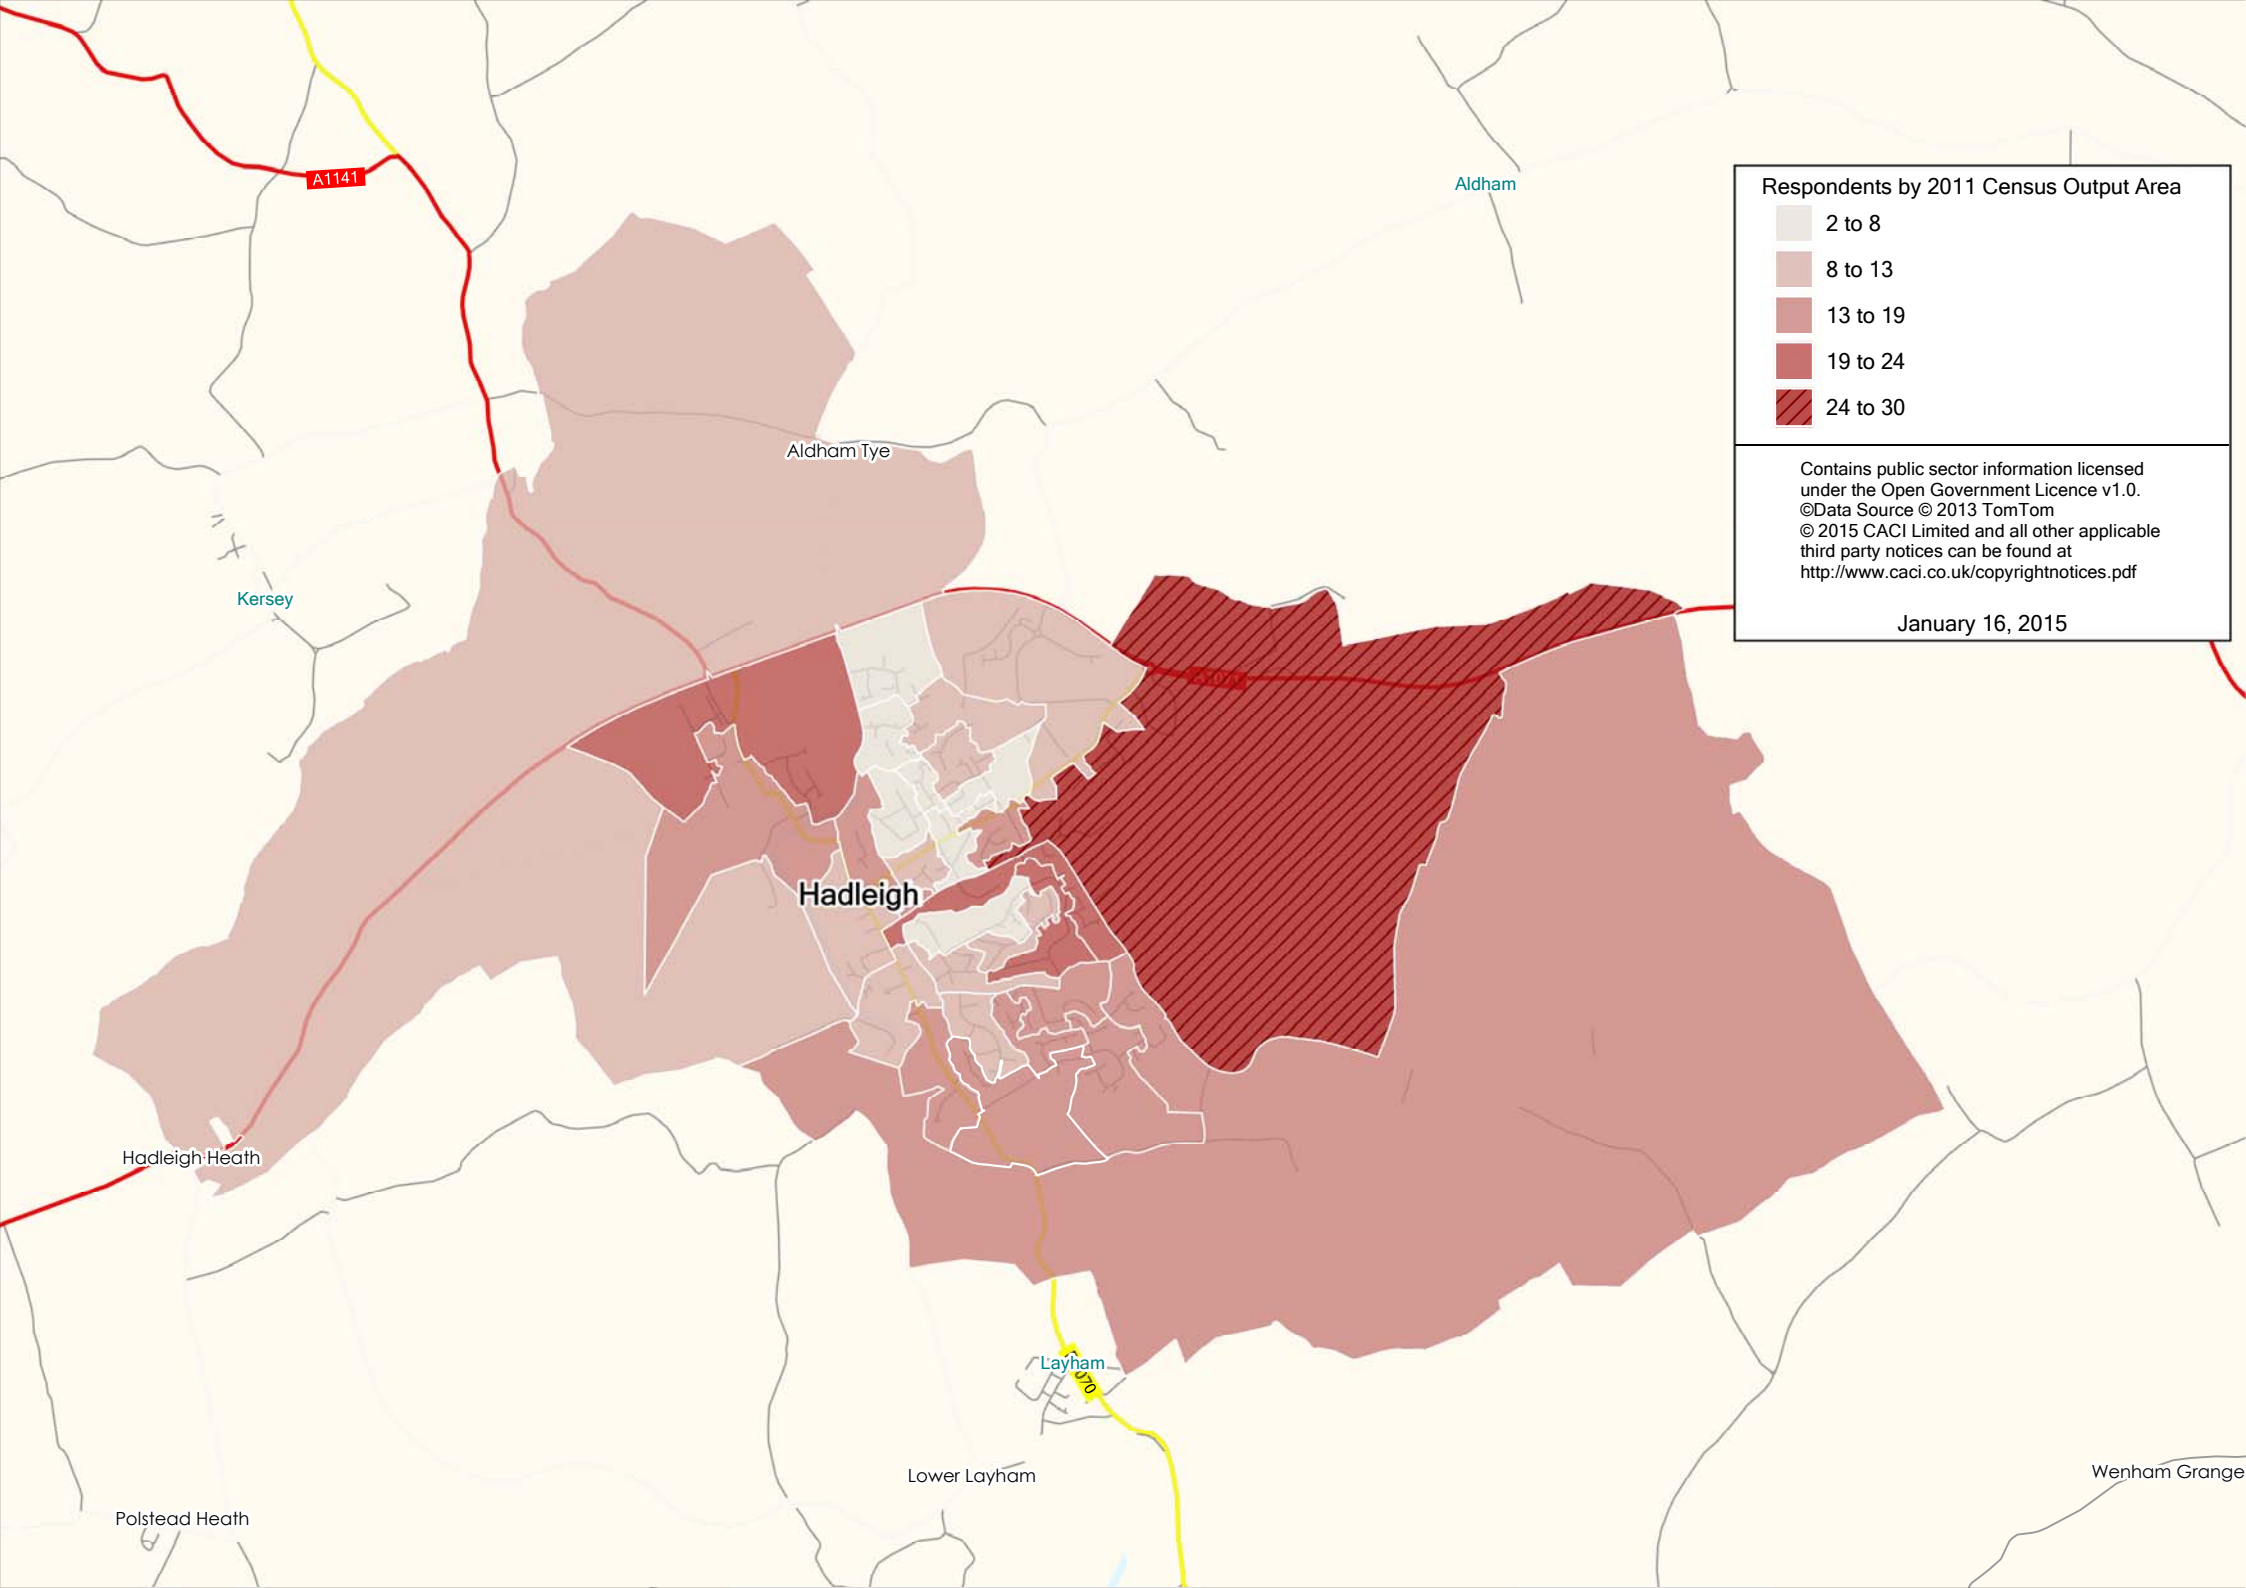 A1141
Aldham
Respondents by 2011 Census Output Area
2 to 8
8 to 13
13 to 19
19 to 24
24 to 30
Aldham Tye
Contains public sector information licensed
under the Open Government Licence v1.0.
©Data Source © 2013 TomTom
© 2015 CACI Limited and all other applicable
third party notices can be found at
http://www.caci.co.uk/copyrightnotices.pdf
January 16, 2015
Kersey
Hadleigh
Hadleigh Heath
Layham
Lower Layham
Wenham Grange
Polstead Heath